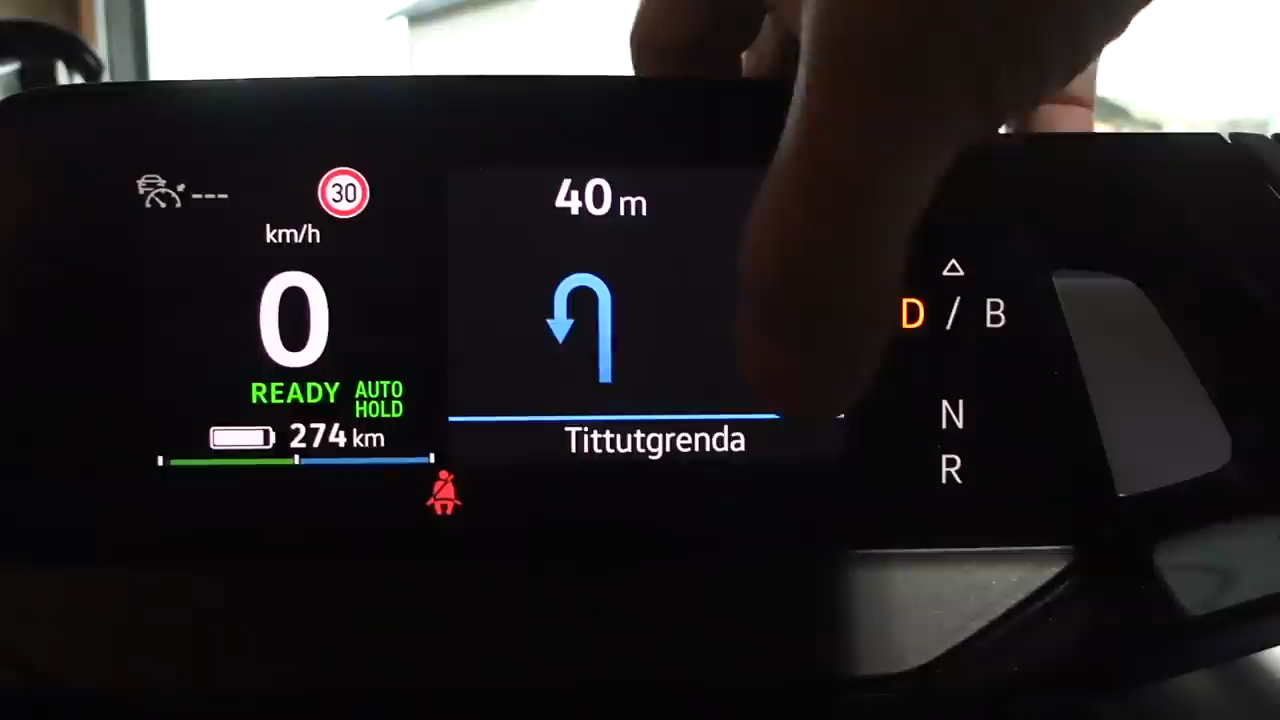 ---
30
km/h
0
READY
AUTO
HOLD
274 km
40 m
Tittutgrenda
D / B
N
R